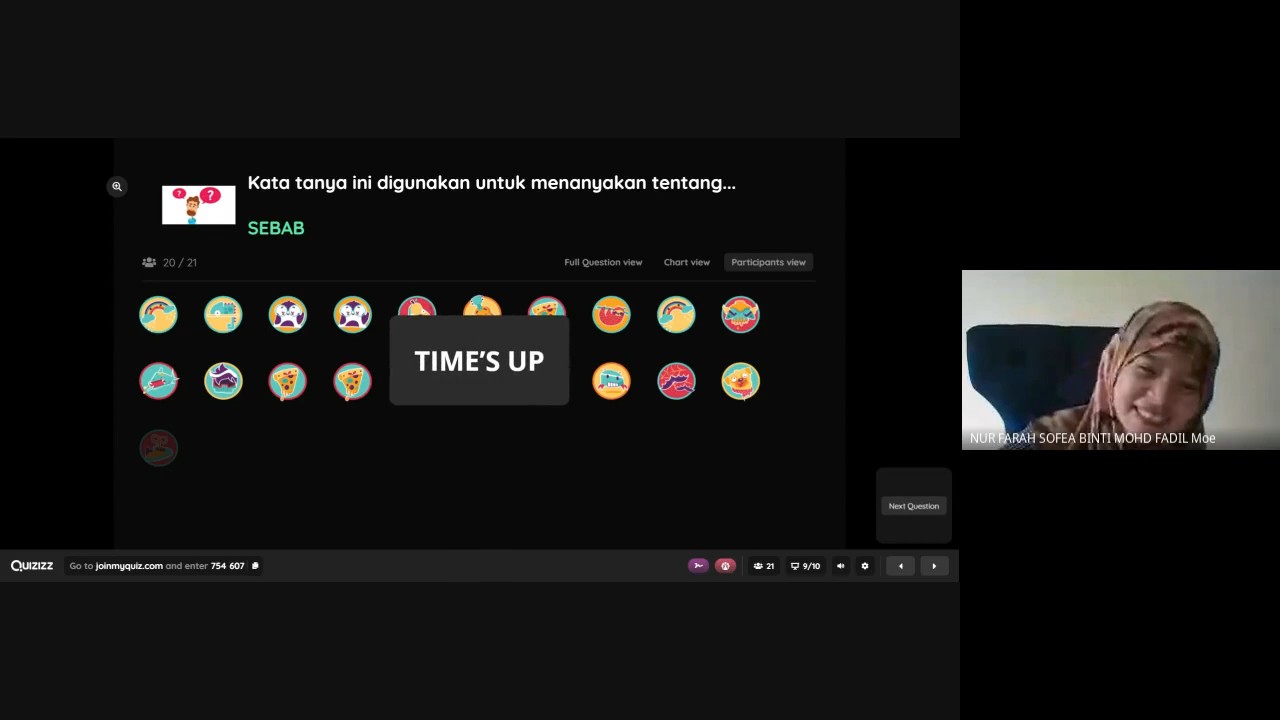 Kata tanya ini digunakan untuk menanyakan tentang...
SEBAB
20 / 21
Full Question view
Chart view
Participants view
TIME'S UP
NUR FARAH SOFEA BINTI MOHD FADIL Moe
Next Question
QUIZIZZ
Go to joinmyquiz.com and enter 754 607
21
9/10